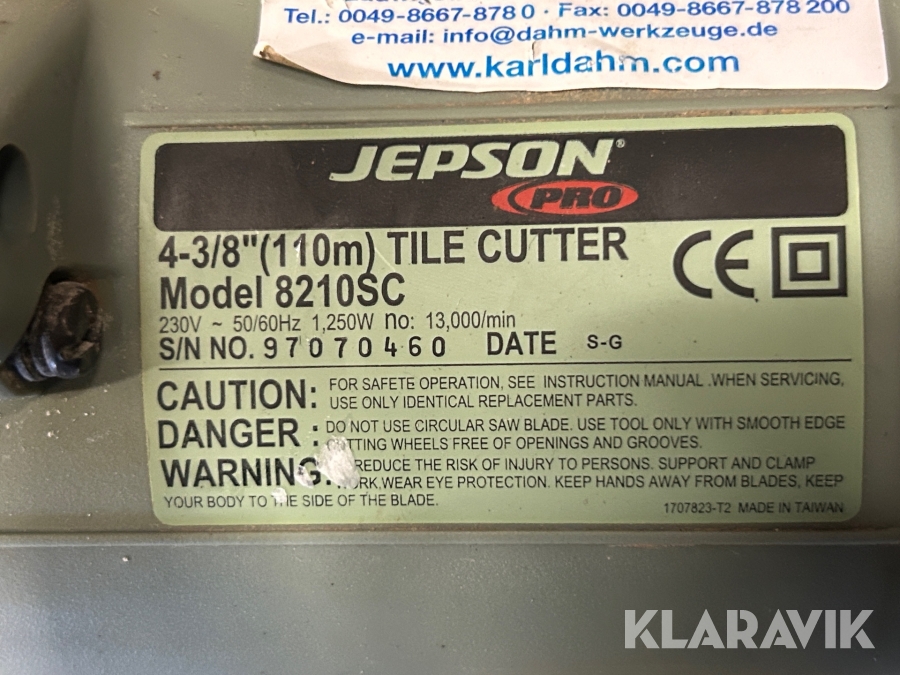 Tel.: 0049-8667-878 0 · Fax: 0049-8667-878 200
e-mail: info@dahm-werkzeuge.de
www.karldahm.com
JEPSON®
PRO
4-3/8"(110m) TILE CUTTER
Model 8210SC
230V ~ 50/60Hz 1,250W no: 13,000/min
S/N NO. 97070460 DATE S-G
CE
CAUTION: FOR SAFETE OPERATION, SEE INSTRUCTION MANUAL .WHEN SERVICING,
USE ONLY IDENTICAL REPLACEMENT PARTS.
DANGER : DO NOT USE CIRCULAR SAW BLADE. USE TOOL ONLY WITH SMOOTH EDGE
CUTTING WHEELS FREE OF OPENINGS AND GROOVES.
WARNING: REDUCE THE RISK OF INJURY TO PERSONS. SUPPORT AND CLAMP
WORK.WEAR EYE PROTECTION. KEEP HANDS AWAY FROM BLADES, KEEP
YOUR BODY TO THE SIDE OF THE BLADE.
1707823-T2 MADE IN TAIWAN
KLARAVIK